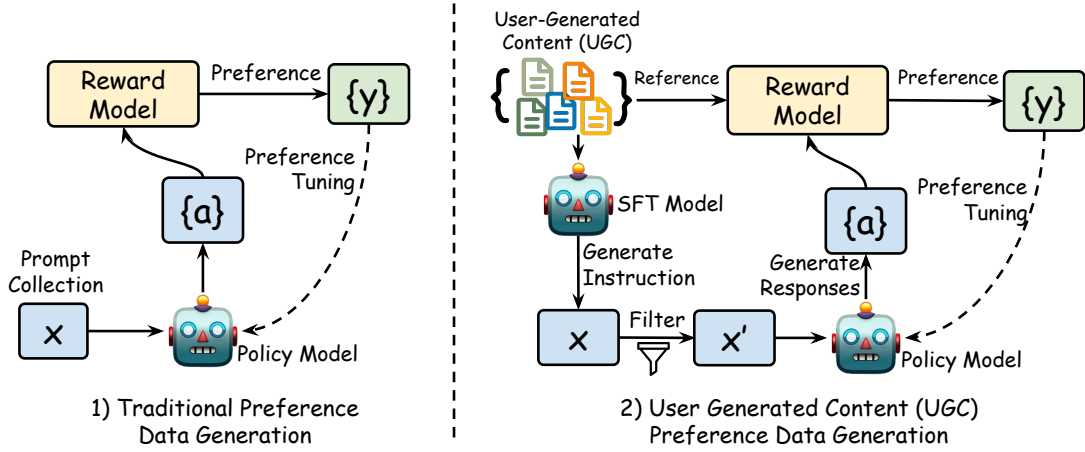 Reward
Model
Preference
{y}
Preference
Tuning
{a}
Prompt
Collection
x
Policy Model
1) Traditional Preference
Data Generation
User-Generated
Content (UGC)
{ }
Reference
Reward
Model
Preference
{y}
SFT Model
Preference
Tuning
{a}
Generate
Instruction
Generate
Responses
x
Filter
x'
Policy Model
2) User Generated Content (UGC)
Preference Data Generation